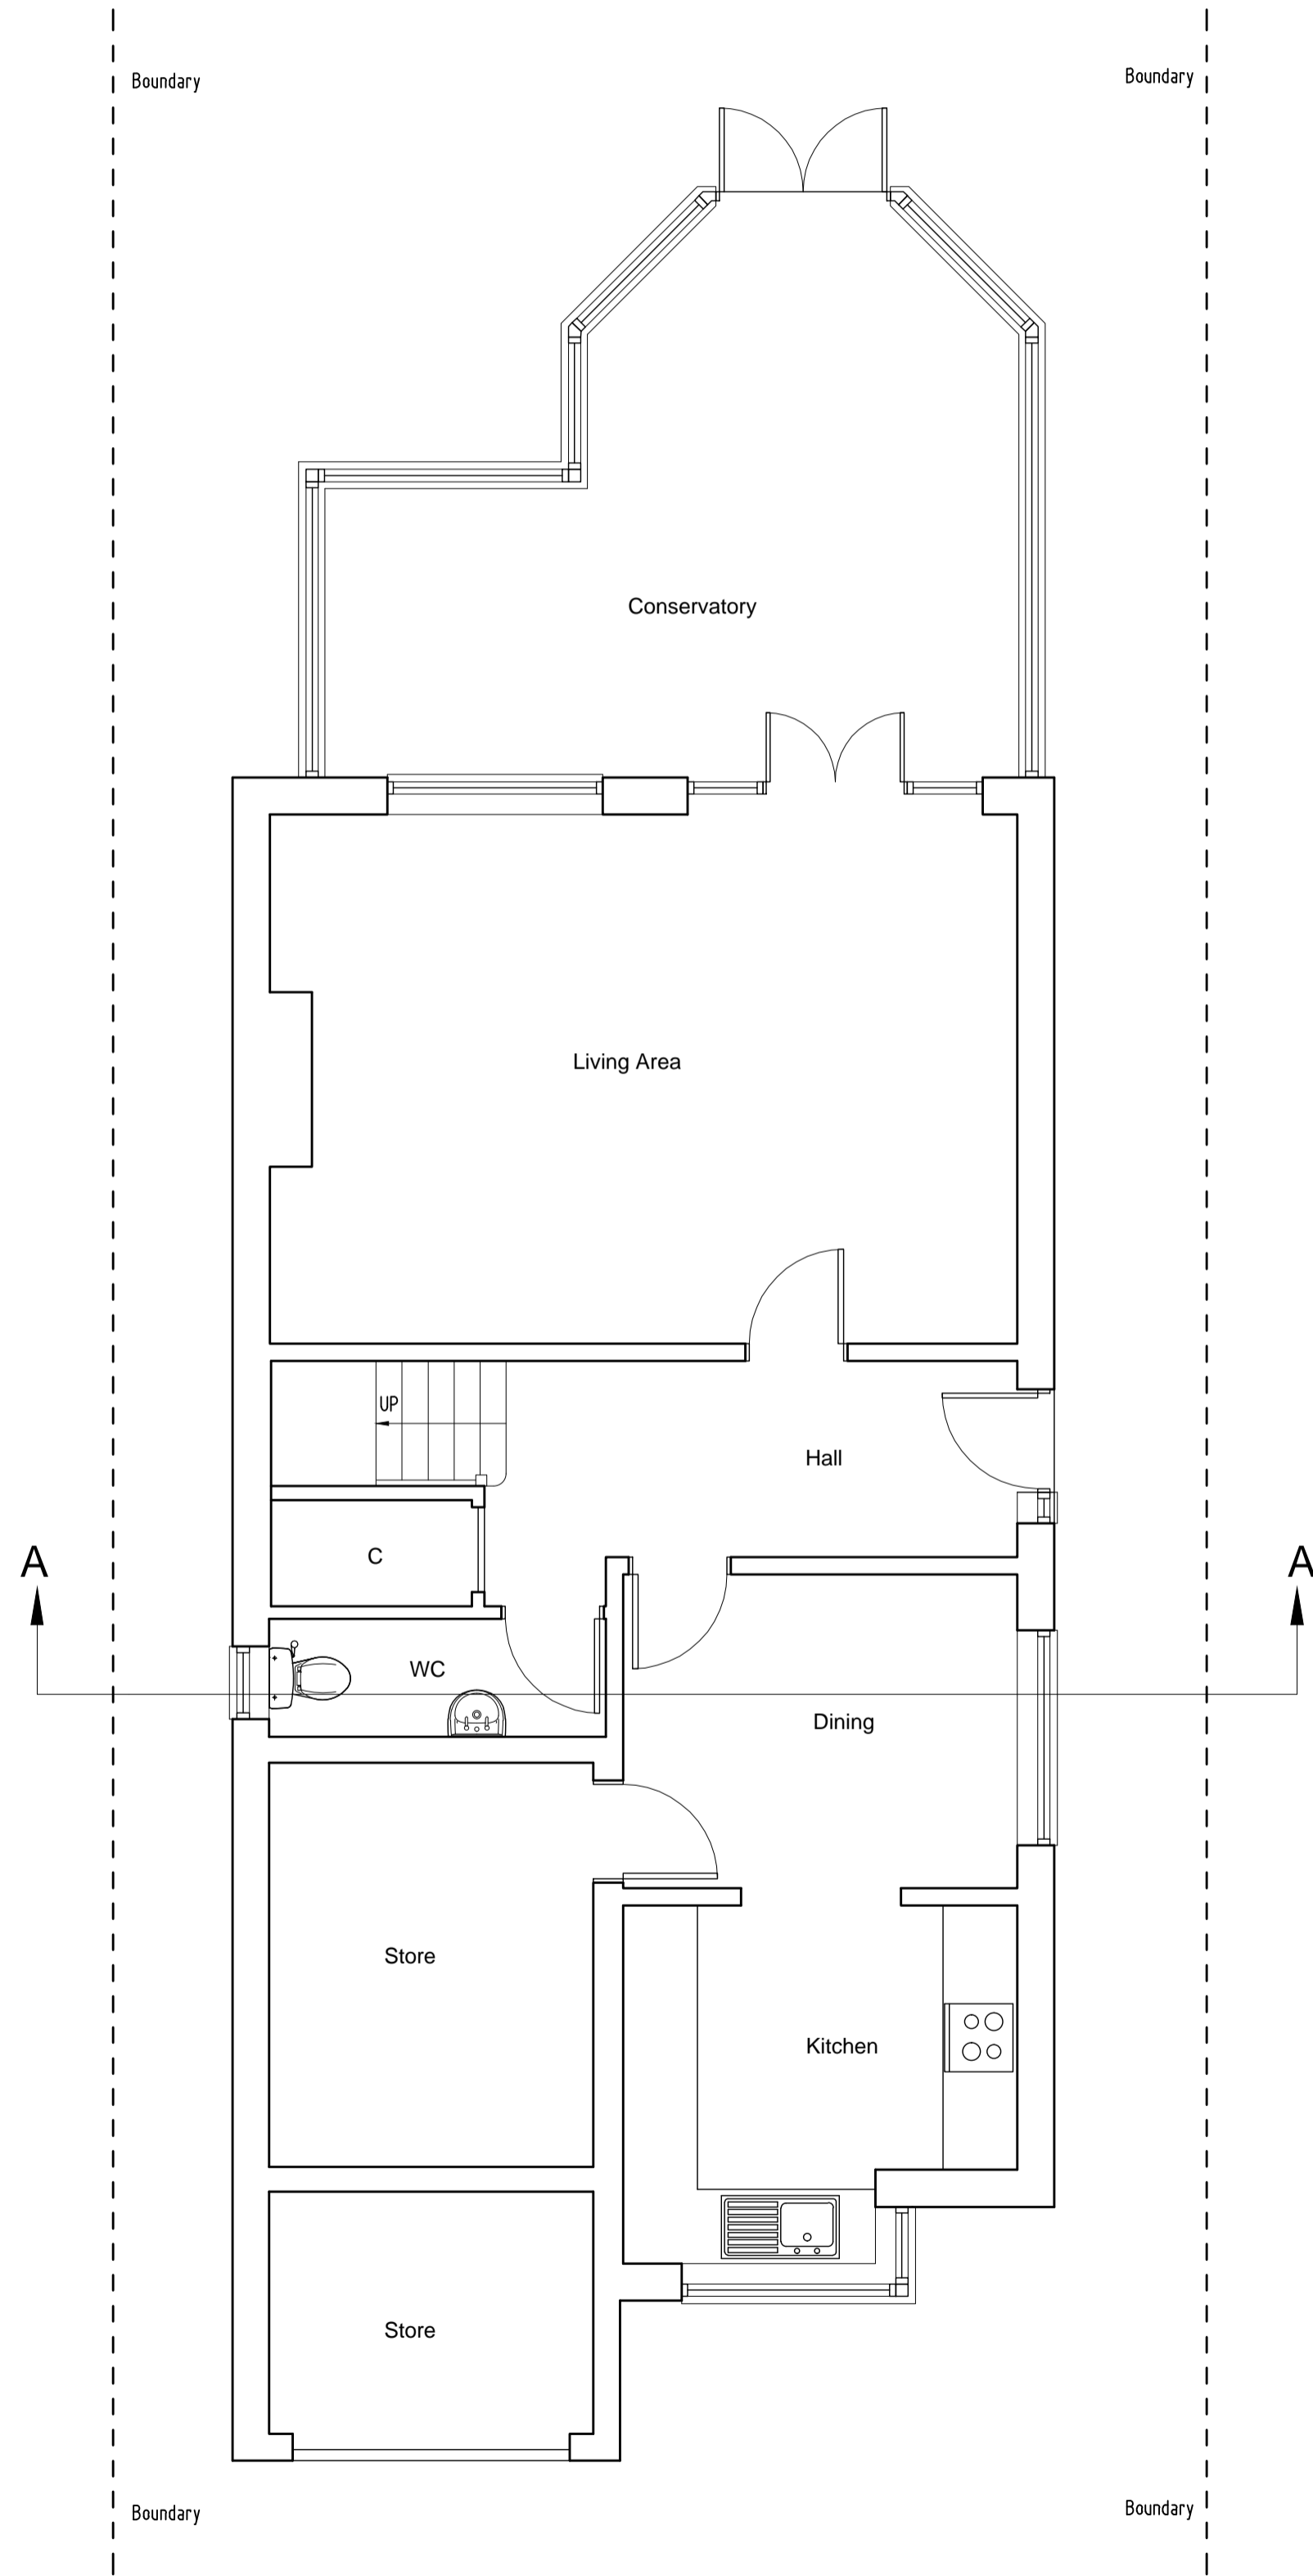 Boundary
Boundary
Conservatory
Living Area
UP
Hall
C
A
A
WC
Dining
Store
Kitchen
Store
Boundary
Boundary